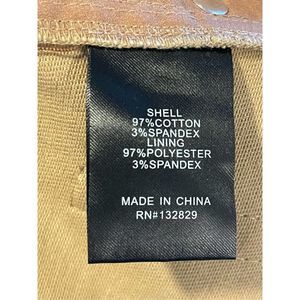 SHELL
97%COTTON
3%SPANDEX
LINING
97%POLYESTER
3%SPANDEX
MADE IN CHINA
RN#132829